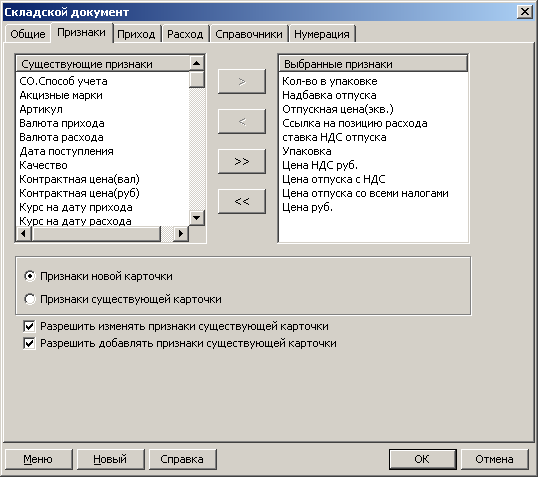 Складской документ
Общие Признаки Приход Расход Справочники Нумерация
Существующие признаки
СО.Способ учета
Акцизные марки
Артикул
Валюта прихода
Валюта расхода
Дата поступления
Качество
Контрактная цена(вал)
Контрактная цена(руб)
Курс на дату прихода
Курс на дату расхода
>
<
>>
<<
Выбранные признаки
Кол-во в упаковке
Надбавка отпуска
Отпускная цена(экв.)
Ссылка на позицию расхода
ставка НДС отпуска
Упаковка
Цена НДС руб.
Цена отпуска с НДС
Цена отпуска со всеми налогами
Цена руб.
Признаки новой карточки
Признаки существующей карточки
Разрешить изменять признаки существующей карточки
Разрешить добавлять признаки существующей карточки
Меню Новый Справка OK Отмена